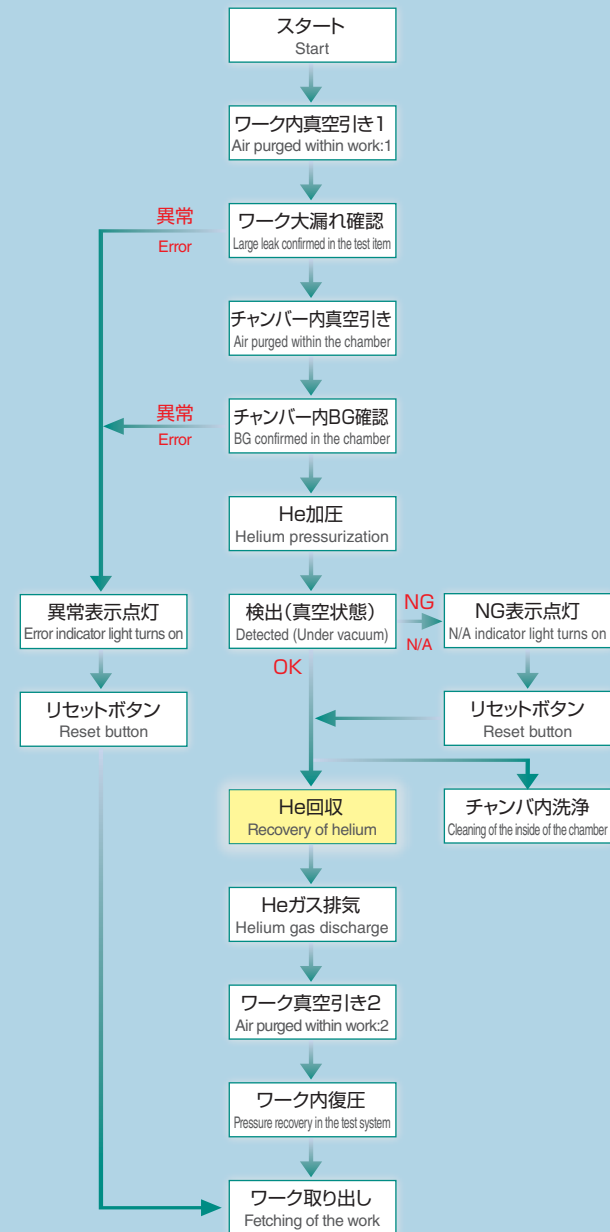 スタート
Start
ワーク内真空引き1
Air purged within work:1
異常
Error
ワーク大漏れ確認
Large leak confirmed in the test item
チャンバー内真空引き
Air purged within the chamber
異常
Error
チャンバー内BG確認
BG confirmed in the chamber
He加圧
Helium pressurization
異常表示点灯
Error indicator light turns on
検出(真空状態)
Detected (Under vacuum)
NG
N/A
NG表示点灯
N/A indicator light turns on
OK
リセットボタン
Reset button
リセットボタン
Reset button
He回収
Recovery of helium
チャンバ内洗浄
Cleaning of the inside of the chamber
Heガス排気
Helium gas discharge
ワーク真空引き2
Air purged within work:2
ワーク内復圧
Pressure recovery in the test system
ワーク取り出し
Fetching of the work